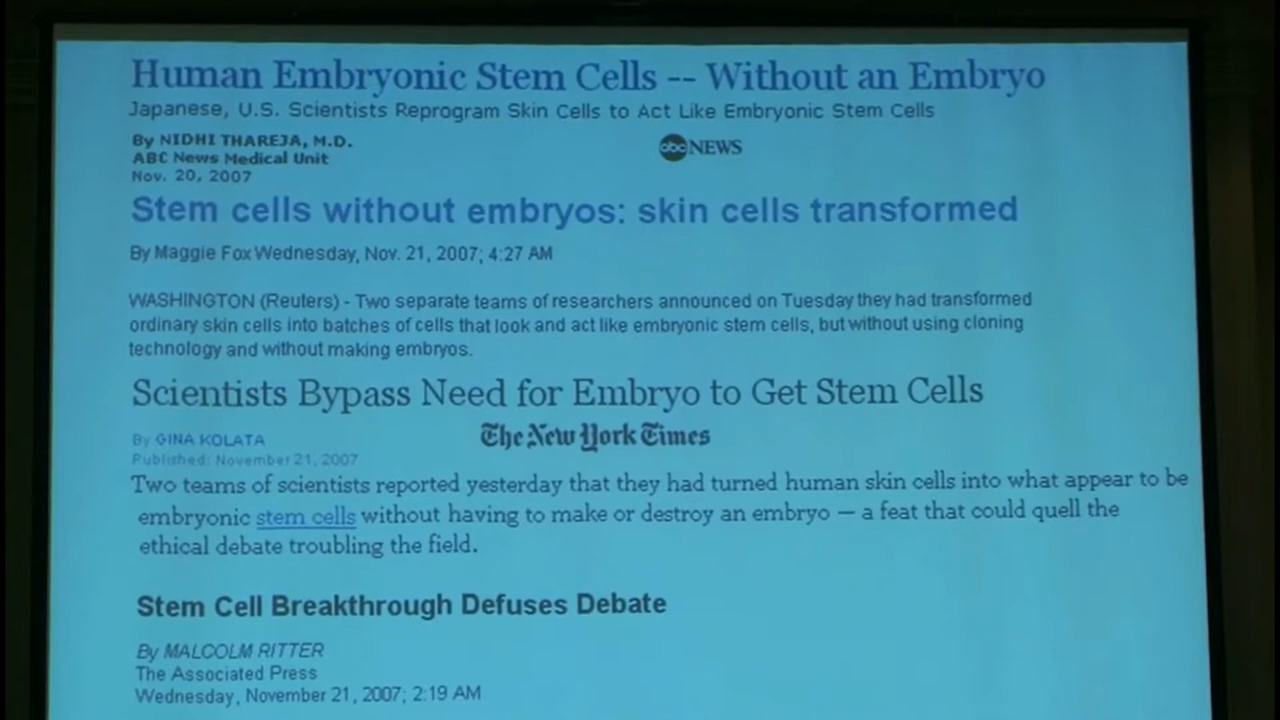 Human Embryonic Stem Cells -- Without an Embryo
Japanese, U.S. Scientists Reprogram Skin Cells to Act Like Embryonic Stem Cells
By NIDHI THAREJA, M.D.
abc NEWS
ABC News Medical Unit
Nov. 20, 2007
Stem cells without embryos: skin cells transformed
By Maggie Fox Wednesday, Nov. 21, 2007; 4:27 AM
WASHINGTON (Reuters) - Two separate teams of researchers announced on Tuesday they had transformed
ordinary skin cells into batches of cells that look and act like embryonic stem cells, but without using cloning
technology and without making embryos.
Scientists Bypass Need for Embryo to Get Stem Cells
By GINA KOLATA
The New York Times
Published: November 21, 2007
Two teams of scientists reported yesterday that they had turned human skin cells into what appear to be
embryonic stem cells without having to make or destroy an embryo — a feat that could quell the
ethical debate troubling the field.
Stem Cell Breakthrough Defuses Debate
By MALCOLM RITTER
The Associated Press
Wednesday, November 21, 2007; 2:19 AM